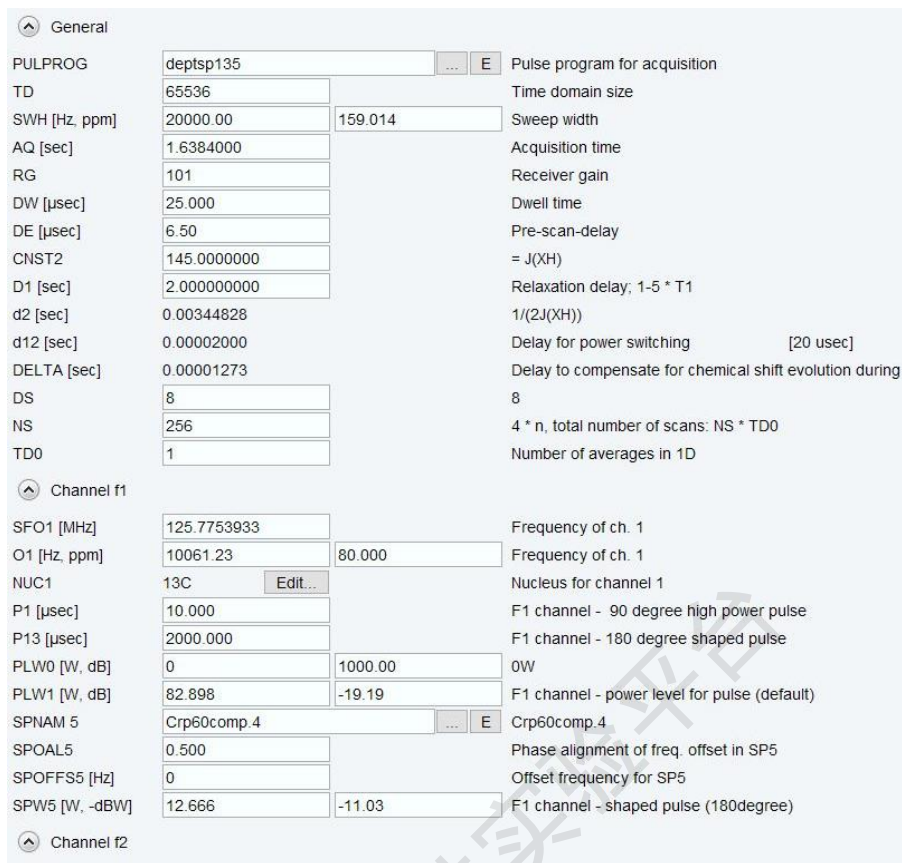 General
PULPROG deptsp135 ... E Pulse program for acquisition
TD 65536 Time domain size
SWH [Hz, ppm] 20000.00 159.014 Sweep width
AQ [sec] 1.6384000 Acquisition time
RG 101 Receiver gain
DW [µsec] 25.000 Dwell time
DE [µsec] 6.50 Pre-scan-delay
CNST2 145.0000000 = J(XH)
D1 [sec] 2.000000000 Relaxation delay; 1-5 * T1
d2 [sec] 0.00344828 1/(2J(XH))
d12 [sec] 0.00002000 Delay for power switching [20 usec]
DELTA [sec] 0.00001273 Delay to compensate for chemical shift evolution during
DS 8 8
NS 256 4 * n, total number of scans: NS * TD0
TD0 1 Number of averages in 1D
Channel f1
SFO1 [MHz] 125.7753933 Frequency of ch. 1
O1 [Hz, ppm] 10061.23 80.000 Frequency of ch. 1
NUC1 13C Edit... Nucleus for channel 1
P1 [µsec] 10.000 F1 channel - 90 degree high power pulse
P13 [µsec] 2000.000 F1 channel - 180 degree shaped pulse
PLW0 [W, dB] 0 1000.00 0W
PLW1 [W, dB] 82.898 -19.19 F1 channel - power level for pulse (default)
SPNAM 5 Crp60comp.4 ... E Crp60comp.4
SPOAL5 0.500 Phase alignment of freq. offset in SP5
SPOFFS5 [Hz] 0 Offset frequency for SP5
SPW5 [W, -dBW] 12.666 -11.03 F1 channel - shaped pulse (180degree)
Channel f2
实验平台